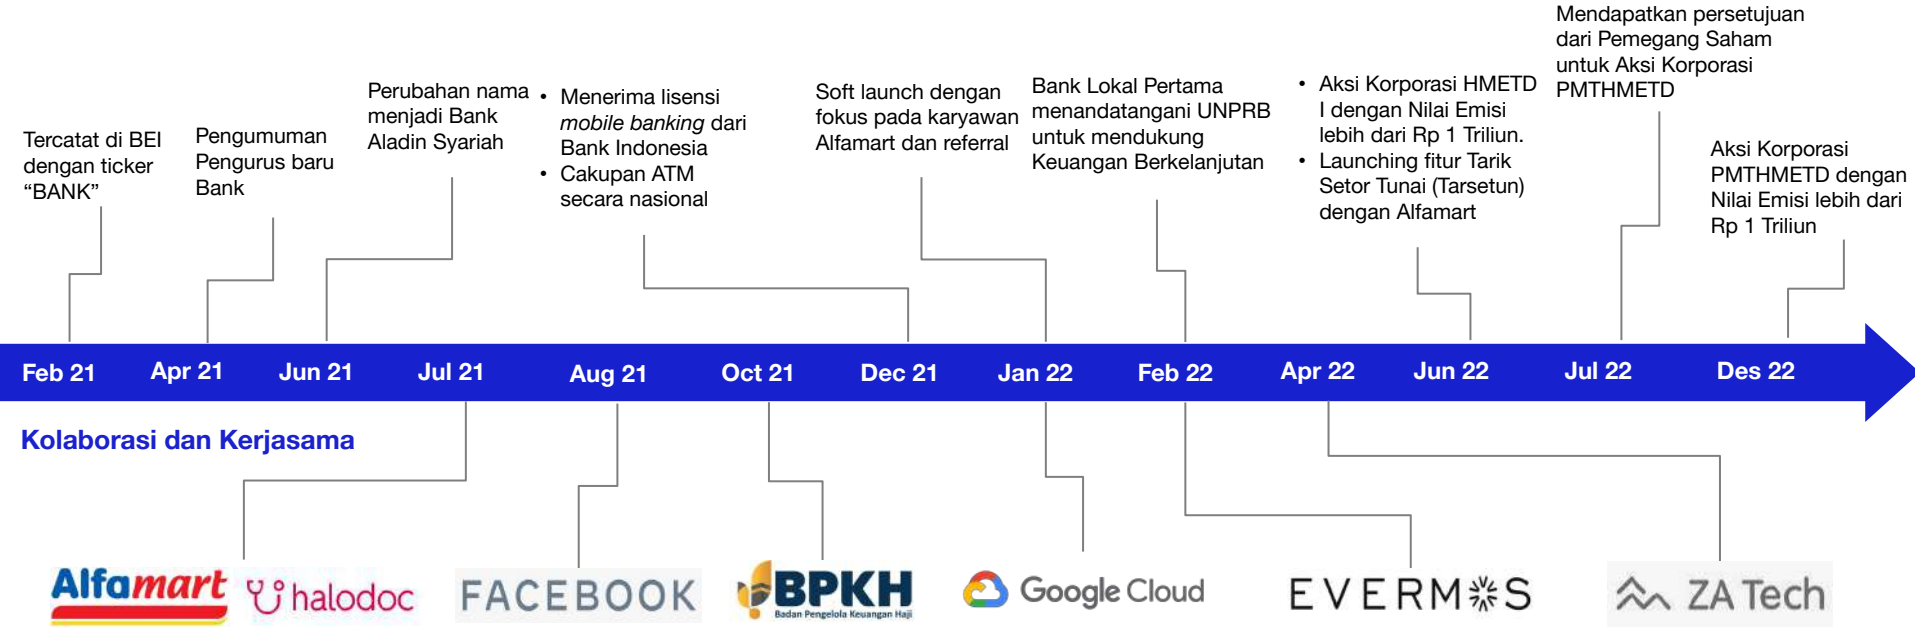 Tercatat di BEI
dengan ticker
“BANK”
Pengumuman
Pengurus baru
Bank
Perubahan nama
menjadi Bank
Aladin Syariah
• Menerima lisensi
mobile banking dari
Bank Indonesia
• Cakupan ATM
secara nasional
Soft launch dengan
fokus pada karyawan
Alfamart dan referral
Bank Lokal Pertama
menandatangani UNPRB
untuk mendukung
Keuangan Berkelanjutan
• Aksi Korporasi HMETD
I dengan Nilai Emisi
lebih dari Rp 1 Triliun.
• Launching fitur Tarik
Setor Tunai (Tarsetun)
dengan Alfamart
Mendapatkan persetujuan
dari Pemegang Saham
untuk Aksi Korporasi
PMTHMETD
Aksi Korporasi
PMTHMETD dengan
Nilai Emisi lebih dari
Rp 1 Triliun
Feb 21
Apr 21
Jun 21
Jul 21
Aug 21
Oct 21
Dec 21
Jan 22
Feb 22
Apr 22
Jun 22
Jul 22
Des 22
Kolaborasi dan Kerjasama
Alfamart
halodoc
FACEBOOK
BPKH
Badan Pengelola Keuangan Haji
Google Cloud
EVERMOS
ZA Tech